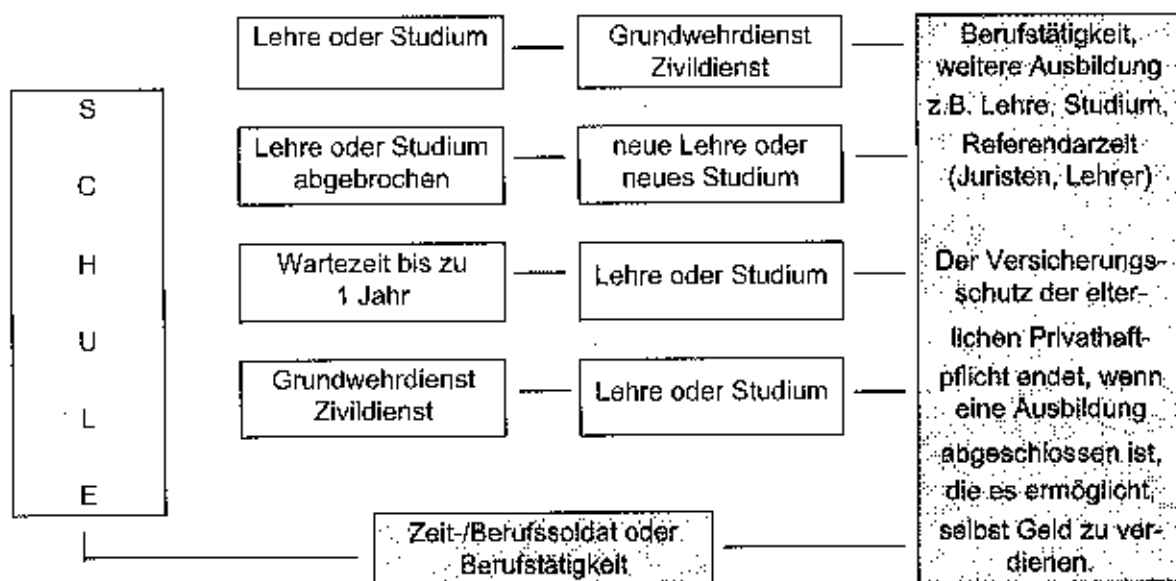 S
C
H
U
L
E
Lehre oder Studium
Grundwehrdienst
Zivildienst
Lehre oder Studium
abgebrochen
neue Lehre oder
neues Studium
Wartezeit bis zu
1 Jahr
Lehre oder Studium
Grundwehrdienst
Zivildienst
Lehre oder Studium
Zeit-/Berufssoldat oder
Berufstätigkeit
Berufstätigkeit,
weitere Ausbildung
z.B. Lehre, Studium,
Referendarzeit
(Juristen, Lehrer)
Der Versicherungs-
schutz der elter-
lichen Privathaft-
pflicht endet, wenn
eine Ausbildung
abgeschlossen ist,
die es ermöglicht,
selbst Geld zu ver-
dienen.